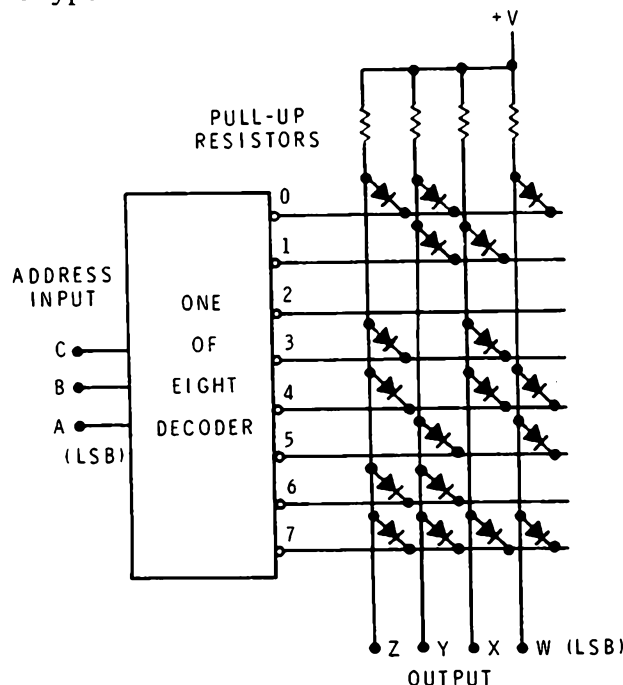 +V
PULL-UP
RESISTORS
0
1
ADDRESS
INPUT
ONE
2
OF
3
C
EIGHT
4
B
DECODER
A
5
(LSB)
6
7
Z Y X W (LSB)
OUTPUT